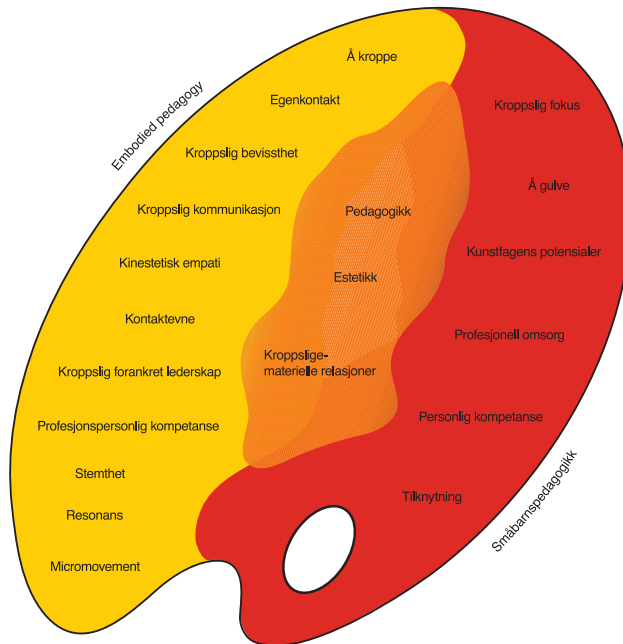 Embodied pedagogy
Å kroppe
Egenkontakt
Kroppslig bevissthet
Kroppslig kommunikasjon
Kinestetisk empati
Kontaktevne
Kroppslig forankret lederskap
Profesjonspersonlig kompetanse
Stemthet
Resonans
Micromovement
Pedagogikk
Estetikk
Kroppslige-
materielle relasjoner
Kroppslig fokus
Å gulve
Kunstfagens potensialer
Profesjonell omsorg
Personlig kompetanse
Tilknytning
Småbarnspedagogikk